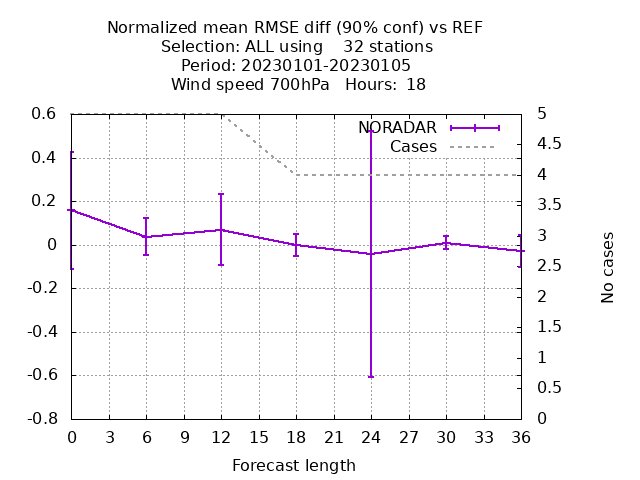 Normalized mean RMSE diff (90% conf) vs REF
Selection: ALL using    32 stations
Period: 20230101-20230105
Wind speed 700hPa   Hours:  18
NORADAR
Cases
0.6
0.4
0.2
0
-0.2
-0.4
-0.6
-0.8
5
4.5
4
3.5
3
2.5
2
1.5
1
0.5
0
No cases
0 3 6 9 12 15 18 21 24 27 30 33 36
Forecast length